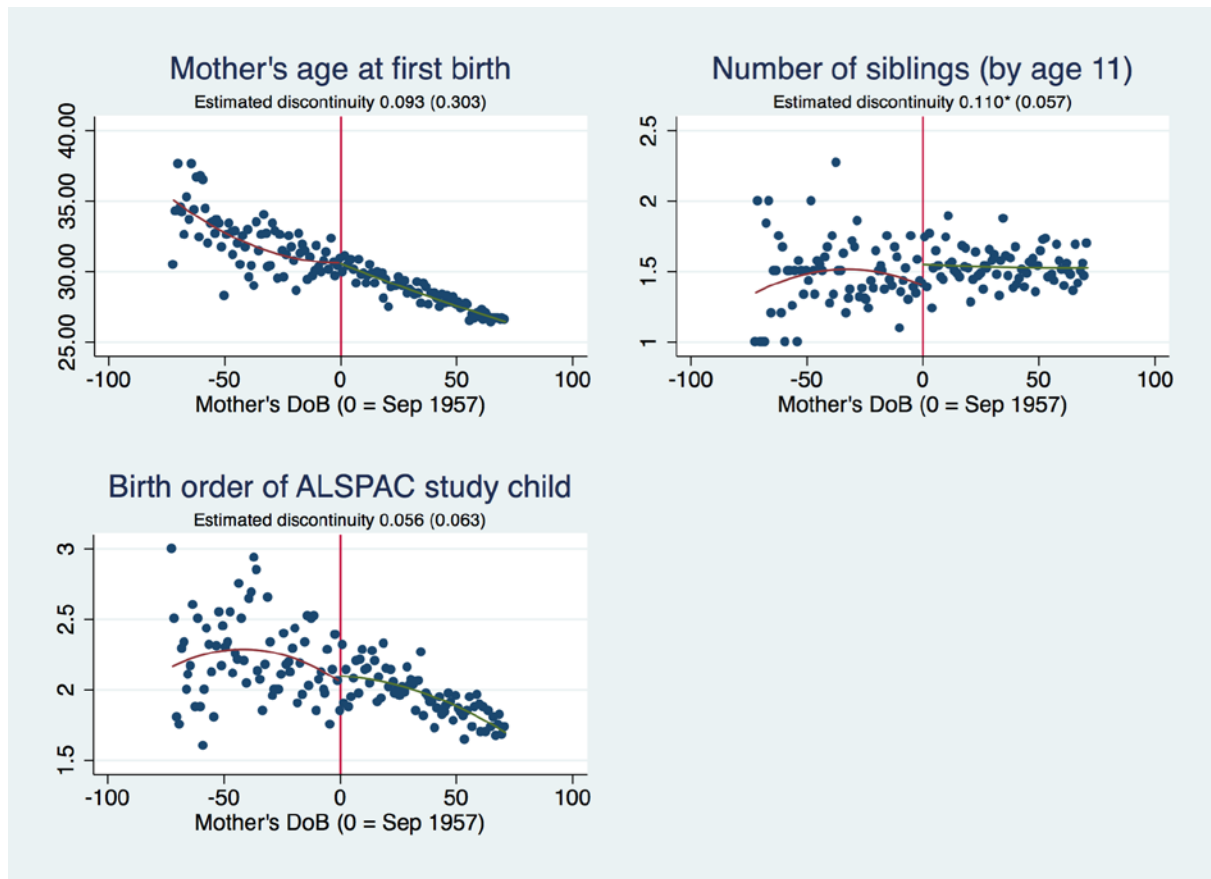 Mother's age at first birth
Estimated discontinuity 0.093 (0.303)
40.00
35.00
30.00
25.00
-100 -50 0 50 100
Mother's DoB (0 = Sep 1957)
Number of siblings (by age 11)
Estimated discontinuity 0.110* (0.057)
2.5
2
1.5
1
-100 -50 0 50 100
Mother's DoB (0 = Sep 1957)
Birth order of ALSPAC study child
Estimated discontinuity 0.056 (0.063)
3
2.5
2
1.5
-100 -50 0 50 100
Mother's DoB (0 = Sep 1957)